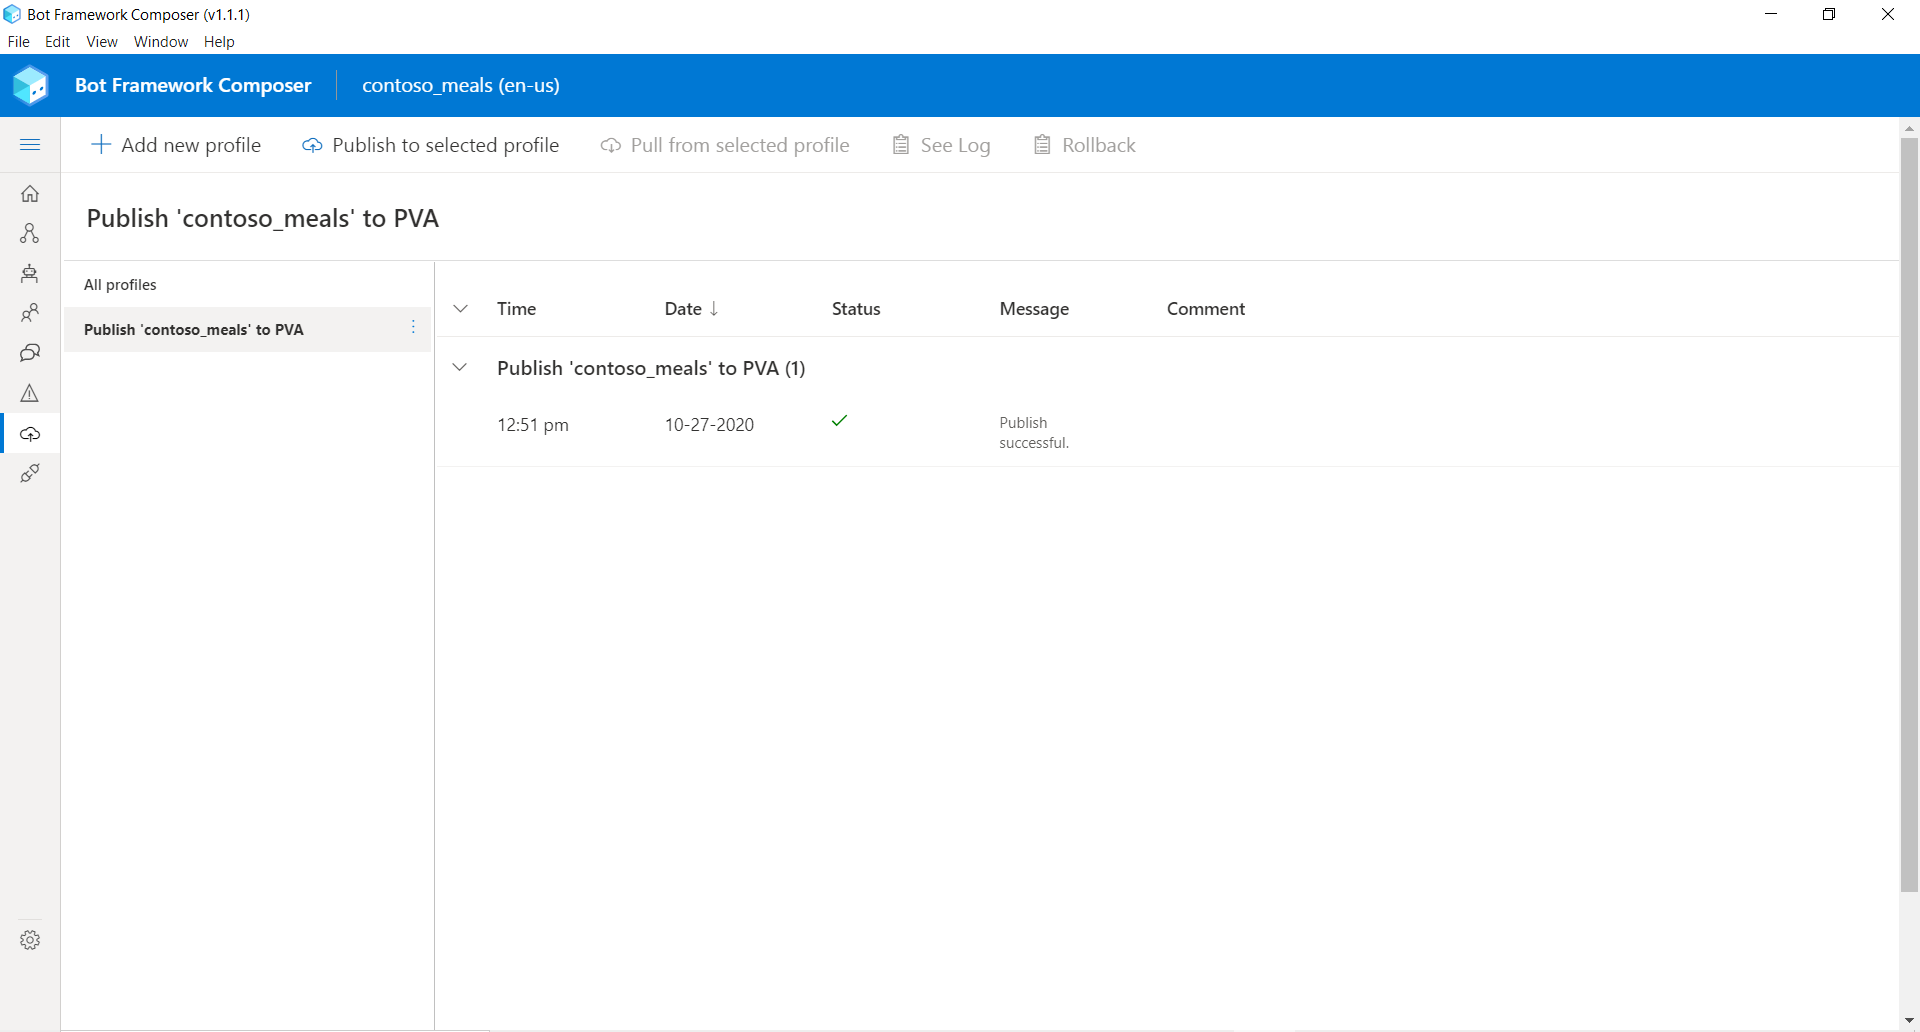 Bot Framework Composer (v1.1.1)
File Edit View Window Help
Bot Framework Composer contoso_meals (en-us)
Add new profile Publish to selected profile Pull from selected profile See Log Rollback
Publish 'contoso_meals' to PVA
All profiles
Publish 'contoso_meals' to PVA
Time Date Status Message Comment
Publish 'contoso_meals' to PVA (1)
12:51 pm 10-27-2020 Publish
successful.